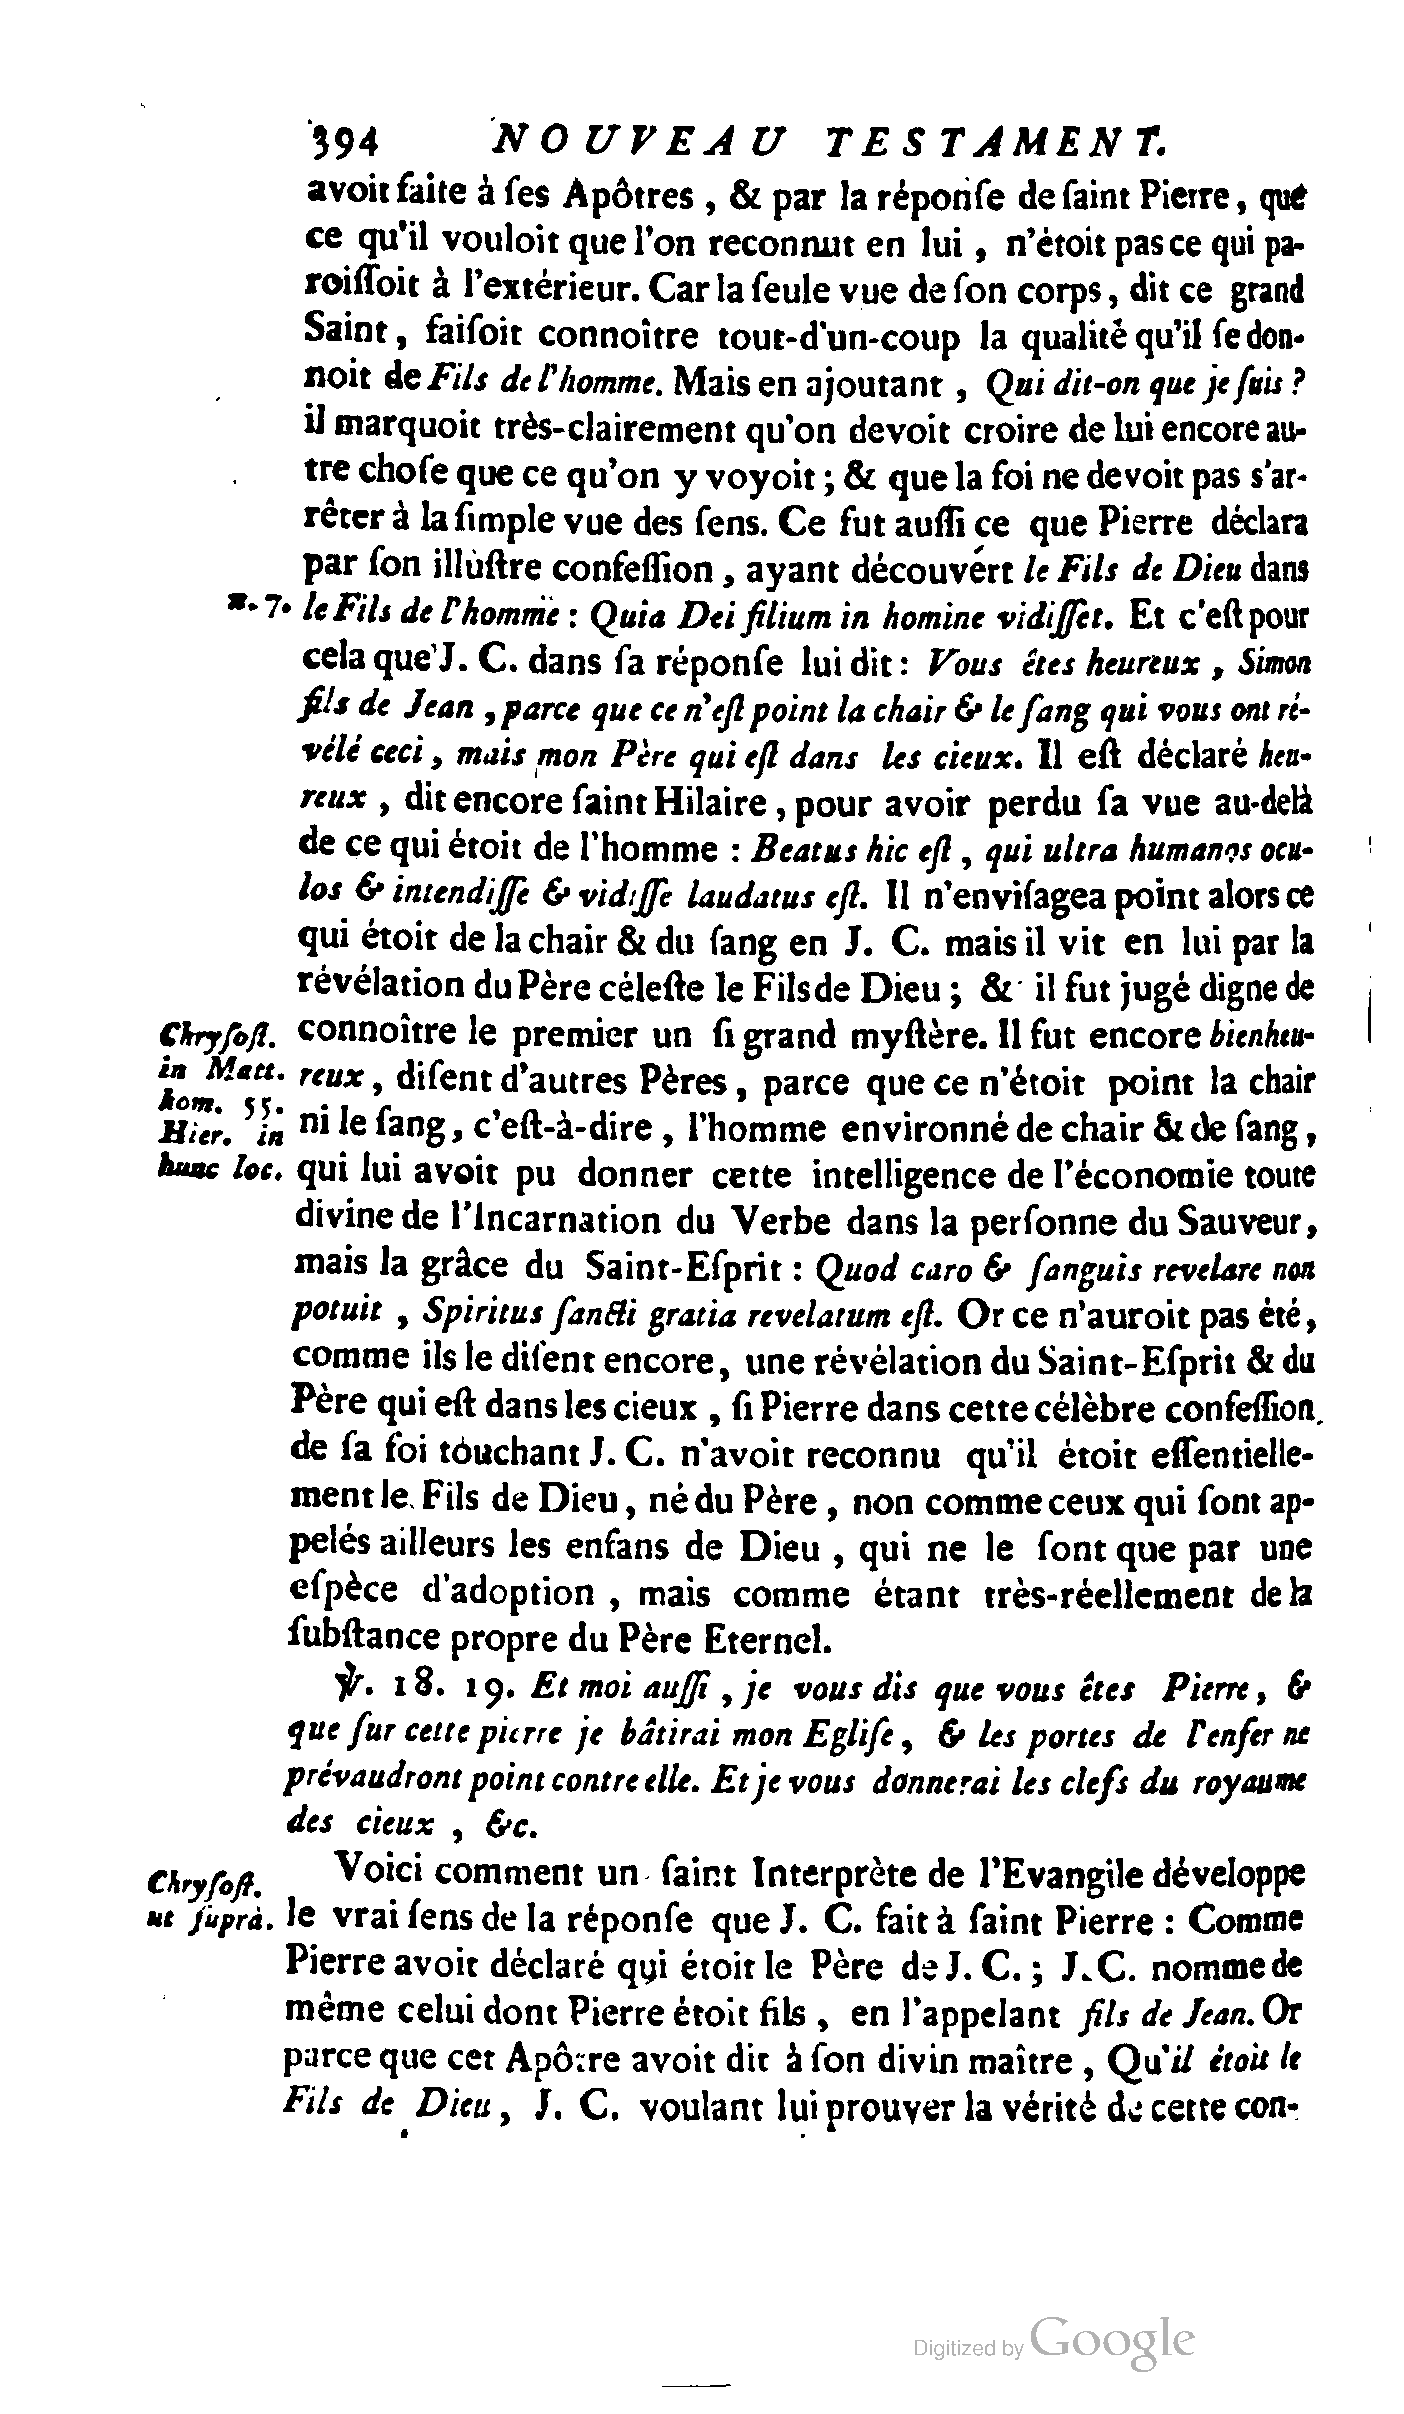 394 NOUVEAU TESTAMENT.
avoit faite à ſes Apôtres, & par la réponſe de ſaint Pierre, que
ce qu'il vouloit que l'on reconnut en lui, n'étoit pas ce qui pa-
roiſſoit à l'extérieur. Car la ſeule vue de ſon corps, dit ce grand
Saint, faiſoit connoître tout-d'un-coup la qualité qu'il ſe don-
noit de Fils de l'homme. Mais en ajoutant, Qui dit-on que je ſuis?
il marquoit très-clairement qu'on devoit croire de lui encore au-
tre choſe que ce qu'on y voyoit; & que la foi ne devoit pas s'ar-
rêter à la ſimple vue des ſens. Ce fut auſſi ce que Pierre déclara
par ſon illuſtre confeſſion, ayant découvert le Fils de Dieu dans
n. 7. le Fils de l'homme: Quia Dei filium in homine vidiſſet. Et c'eſt pour
cela que J. C. dans ſa réponſe lui dit: Vous êtes heureux, Simon
fils de Jean, parce que ce n'eſt point la chair & le ſang qui vous ont ré-
vélé ceci, mais mon Père qui eſt dans les cieux. Il eſt déclaré heu-
reux, dit encore ſaint Hilaire, pour avoir perdu ſa vue au-delà
de ce qui étoit de l'homme: Beatus hic eſt, qui ultra humanos ocu-
los & intendiſſe & vidiſſe laudatus eſt. Il n'enviſagea point alors ce
qui étoit de la chair & du ſang en J. C. mais il vit en lui par la
révélation du Père céleſte le Fils de Dieu; & il fut jugé digne de
Chryſoſt. connoître le premier un ſi grand myſtère. Il fut encore bienheu-
in Matt. reux, diſent d'autres Pères, parce que ce n'étoit point la chair
hom. 55.
Hier. in ni le ſang, c'eſt-à-dire, l'homme environné de chair & de ſang,
hunc loc. qui lui avoit pu donner cette intelligence de l'économie toute
divine de l'Incarnation du Verbe dans la perſonne du Sauveur,
mais la grâce du Saint-Eſprit: Quod caro & ſanguis revelare non
potuit, Spiritus ſancti gratia revelatum eſt. Or ce n'auroit pas été,
comme ils le diſent encore, une révélation du Saint-Eſprit & du
Père qui eſt dans les cieux, ſi Pierre dans cette célèbre confeſſion
de ſa foi touchant J. C. n'avoit reconnu qu'il étoit eſſentielle-
ment le Fils de Dieu, né du Père, non comme ceux qui ſont ap-
pelés ailleurs les enfans de Dieu, qui ne le ſont que par une
eſpèce d'adoption, mais comme étant très-réellement de la
ſubſtance propre du Père Eternel.
℣. 18. 19. Et moi auſſi, je vous dis que vous êtes Pierre, &
que ſur cette pierre je bâtirai mon Egliſe, & les portes de l'enfer ne
prévaudront point contre elle. Et je vous donnerai les clefs du royaume
des cieux, &c.
Chryſoſt. Voici comment un ſaint Interprète de l'Evangile développe
ut ſuprà. le vrai ſens de la réponſe que J. C. fait à ſaint Pierre: Comme
Pierre avoit déclaré qui étoit le Père de J. C.; J. C. nomme de
même celui dont Pierre étoit fils, en l'appelant fils de Jean. Or
parce que cet Apôtre avoit dit à ſon divin maître, Qu'il étoit le
Fils de Dieu, J. C. voulant lui prouver la vérité de cette con-
Digitized by Google